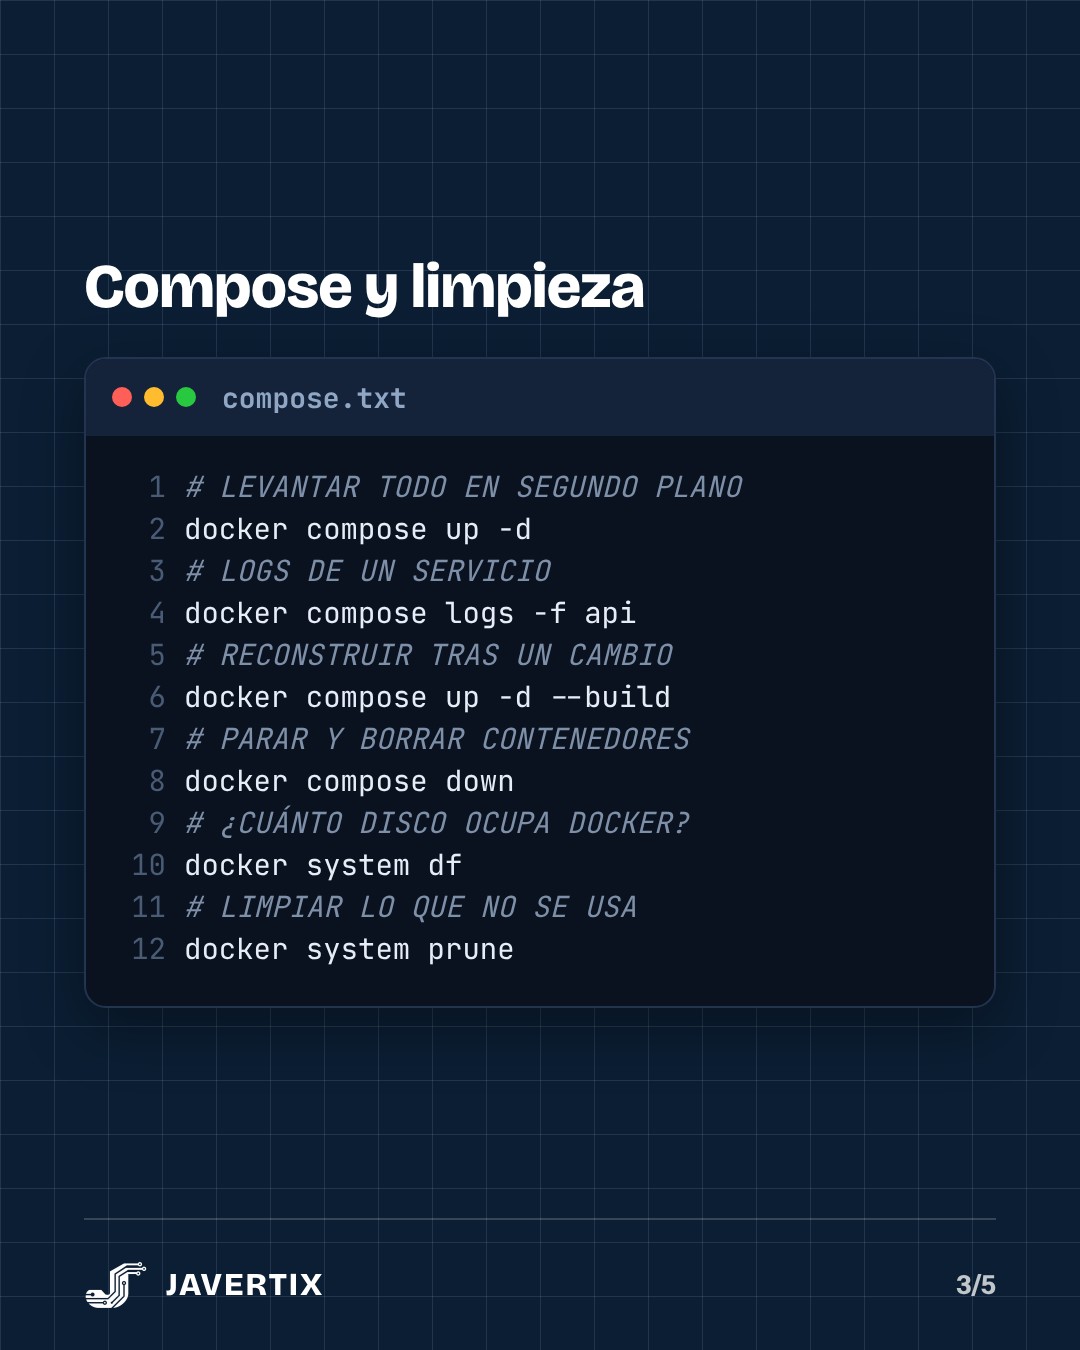 Compose y limpieza
compose.txt
1 # LEVANTAR TODO EN SEGUNDO PLANO
2 docker compose up -d
3 # LOGS DE UN SERVICIO
4 docker compose logs -f api
5 # RECONSTRUIR TRAS UN CAMBIO
6 docker compose up -d --build
7 # PARAR Y BORRAR CONTENEDORES
8 docker compose down
9 # ¿CUÁNTO DISCO OCUPA DOCKER?
10 docker system df
11 # LIMPIAR LO QUE NO SE USA
12 docker system prune
JAVERTIX
3/5